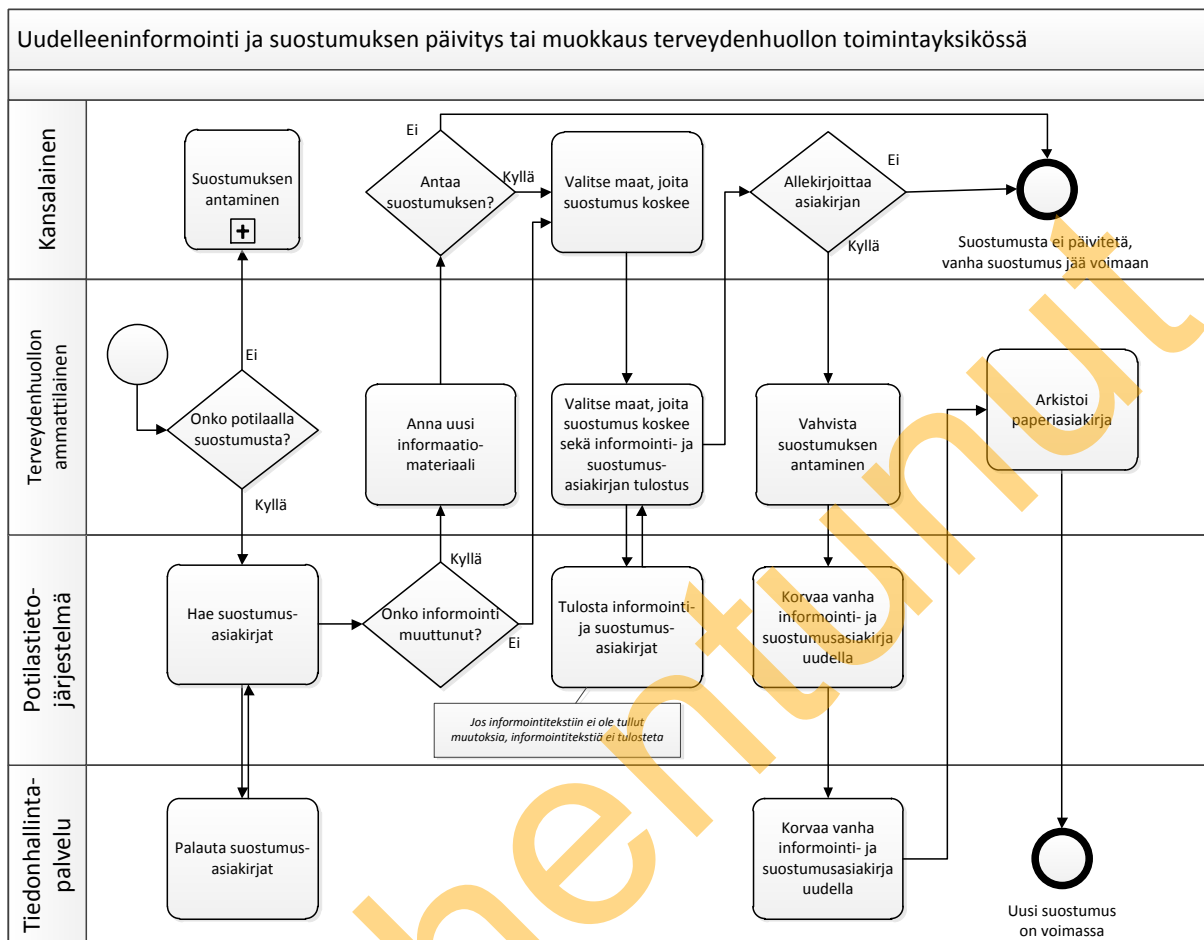 Uudelleeninformointi ja suostumuksen päivitys tai muokkaus terveydenhuollon toimintayksikössä
Kansalainen
Suostumuksen
antaminen
Ei
Antaa
suostumuksen?
Kyllä
Valitse maat, joita
suostumus koskee
Allekirjoittaa
asiakirjan
Ei
Kyllä
Suostumusta ei päivitetä,
vanha suostumus jää voimaan
Terveydenhuollon
ammattilainen
Ei
Onko potilaalla
suostumusta?
Kyllä
Anna uusi
informaatio-
materiaali
Valitse maat, joita
suostumus koskee
sekä informointi- ja
suostumus-
asiakirjan tulostus
Vahvista
suostumuksen
antaminen
Arkistoi
paperiasiakirja
Potilastieto-
järjestelmä
Hae suostumus-
asiakirjat
Kyllä
Onko informointi
muuttunut?
Ei
Tulosta informointi-
ja suostumus-
asiakirjat
Jos informointitekstiin ei ole tullut
muutoksia, informointitekstiä ei tulosteta
Korvaa vanha
informointi- ja
suostumusasiakirja
uudella
Tiedonhallinta-
palvelu
Palauta suostumus-
asiakirjat
Korvaa vanha
informointi- ja
suostumusasiakirja
uudella
Uusi suostumus
on voimassa
hentunut